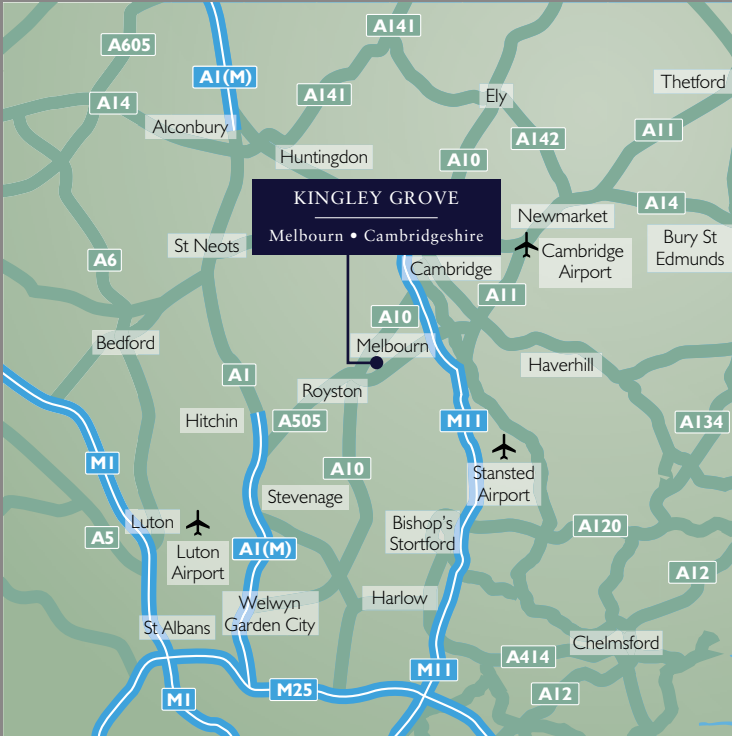 A141
A605
A1(M)
Thetford
A141
Ely
A14
Alconbury
A11
A142
Huntingdon
A10
KINGLEY GROVE
Melbourn • Cambridgeshire
A14
Newmarket
St Neots
Bury St
Edmunds
Cambridge
Airport
A6
Cambridge
A11
A10
Bedford
Melbourn
Haverhill
A1
Royston
Hitchin
A505
M11
A134
M1
A10
Stansted
Airport
Stevenage
Luton
Bishop's
Stortford
A120
A5
A1(M)
Luton
Airport
A12
Harlow
Welwyn
Garden City
St Albans
Chelmsford
A414
M11
M25
A12
M1